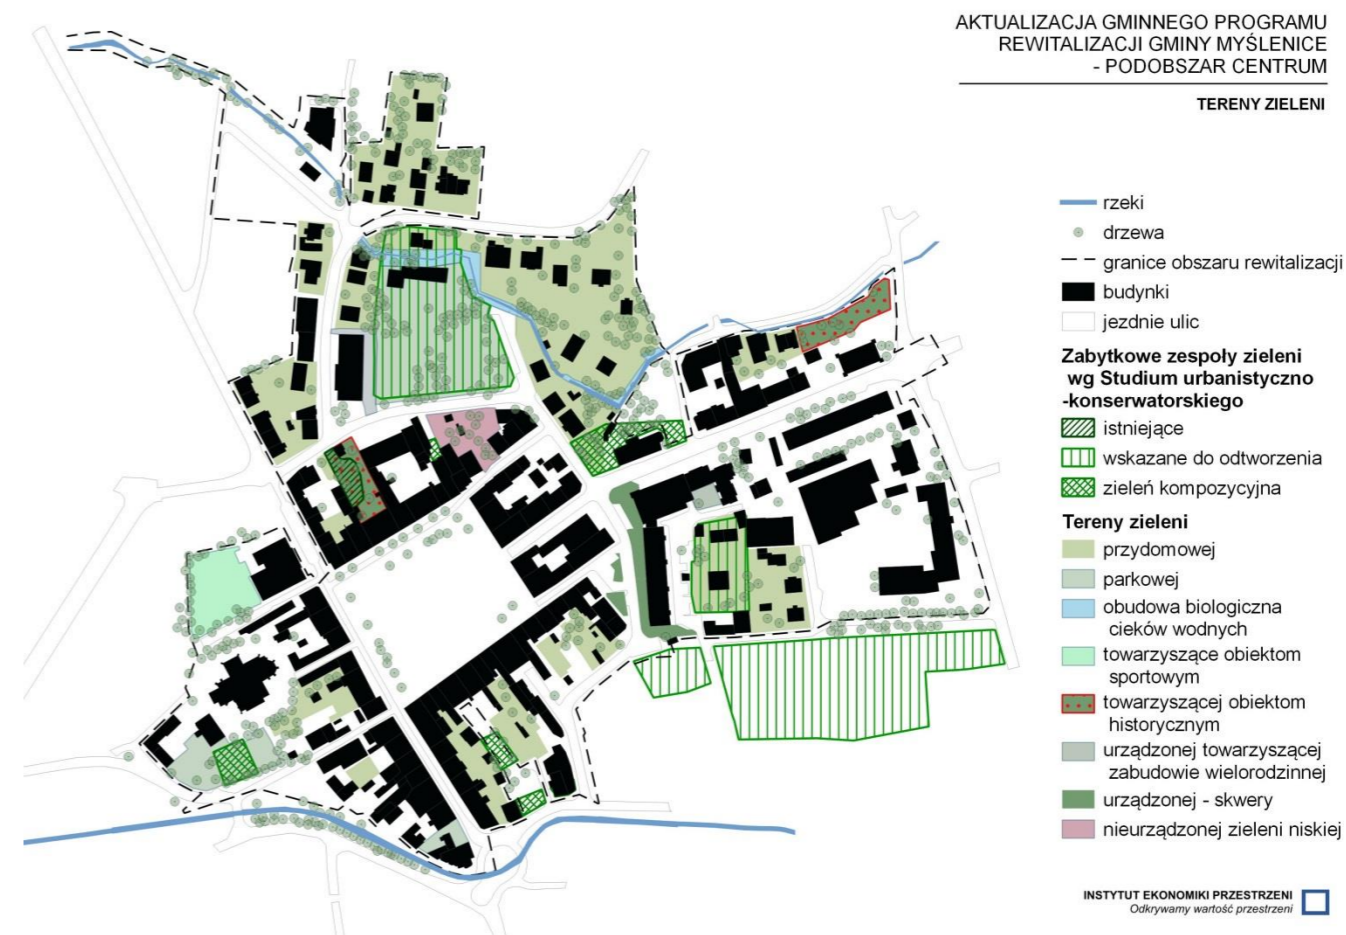 AKTUALIZACJA GMINNEGO PROGRAMU
REWITALIZACJI GMINY MYŚLENICE
- PODOBSZAR CENTRUM
TERENY ZIELENI
rzeki
drzewa
granice obszaru rewitalizacji
budynki
jezdnie ulic
Zabytkowe zespoły zieleni
wg Studium urbanistyczno
-konserwatorskiego
istniejące
wskazane do odtworzenia
zieleń kompozycyjna
Tereny zieleni
przydomowej
parkowej
obudowa biologiczna
cieków wodnych
towarzyszące obiektom
sportowym
towarzyszącej obiektom
historycznym
urządzonej towarzyszącej
zabudowie wielorodzinnej
urządzonej - skwery
nieurządzonej zieleni niskiej
INSTYTUT EKONOMIKI PRZESTRZENI
Odkrywamy wartość przestrzeni